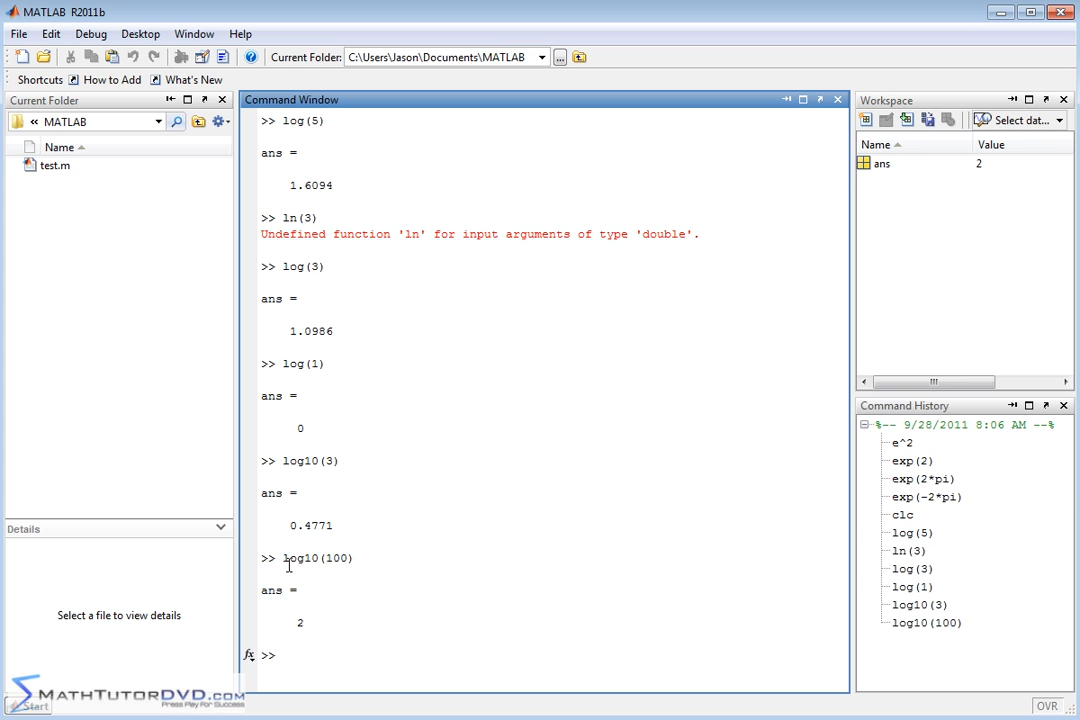 MATLAB R2011b
File Edit Debug Desktop Window Help
Current Folder: C:\Users\Jason\Documents\MATLAB ...
Shortcuts How to Add What's New
Current Folder
« MATLAB
Name
test.m
Details
Select a file to view details
Command Window
>> log(5)
ans =
1.6094
>> ln(3)
Undefined function 'ln' for input arguments of type 'double'.
>> log(3)
ans =
1.0986
>> log(1)
ans =
0
>> log10(3)
ans =
0.4771
>> log10(100)
ans =
2
fx >>
Workspace
Select dat...
Name Value
ans 2
Command History
%-- 9/28/2011 8:06 AM --%
e^2
exp(2)
exp(2*pi)
exp(-2*pi)
clc
log(5)
ln(3)
log(3)
log(1)
log10(3)
log10(100)
MATHTUTORDVD.COM
Press Play For Success
Start
OVR